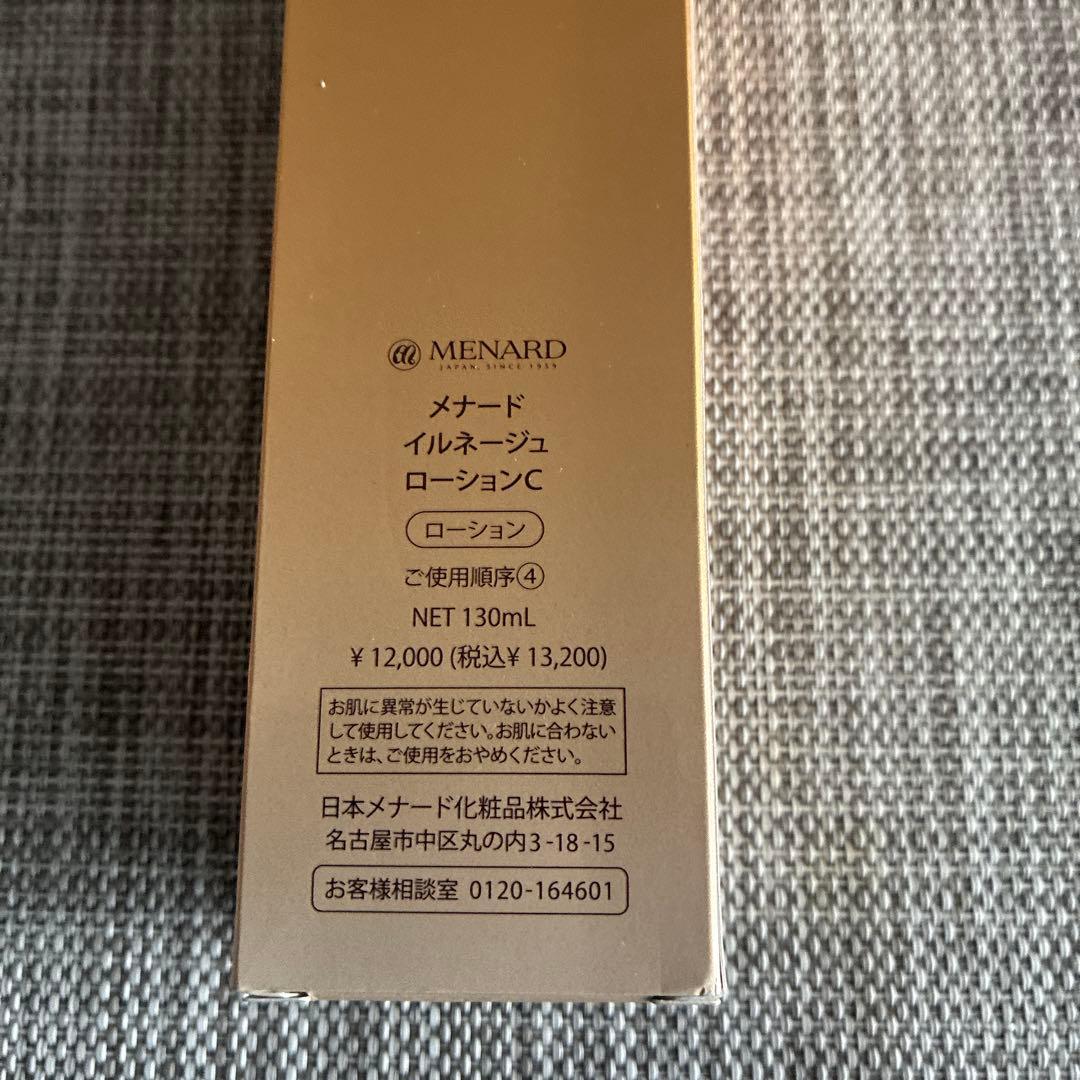 MENARD
JAPAN, SINCE 1959
メナード
イルネージュ
ローションC
ローション
ご使用順序④
NET 130mL
¥12,000 (税込¥13,200)
お肌に異常が生じていないかよく注意
して使用してください。お肌に合わない
ときは、ご使用をおやめください。
日本メナード化粧品株式会社
名古屋市中区丸の内3-18-15
お客様相談室 0120-164601